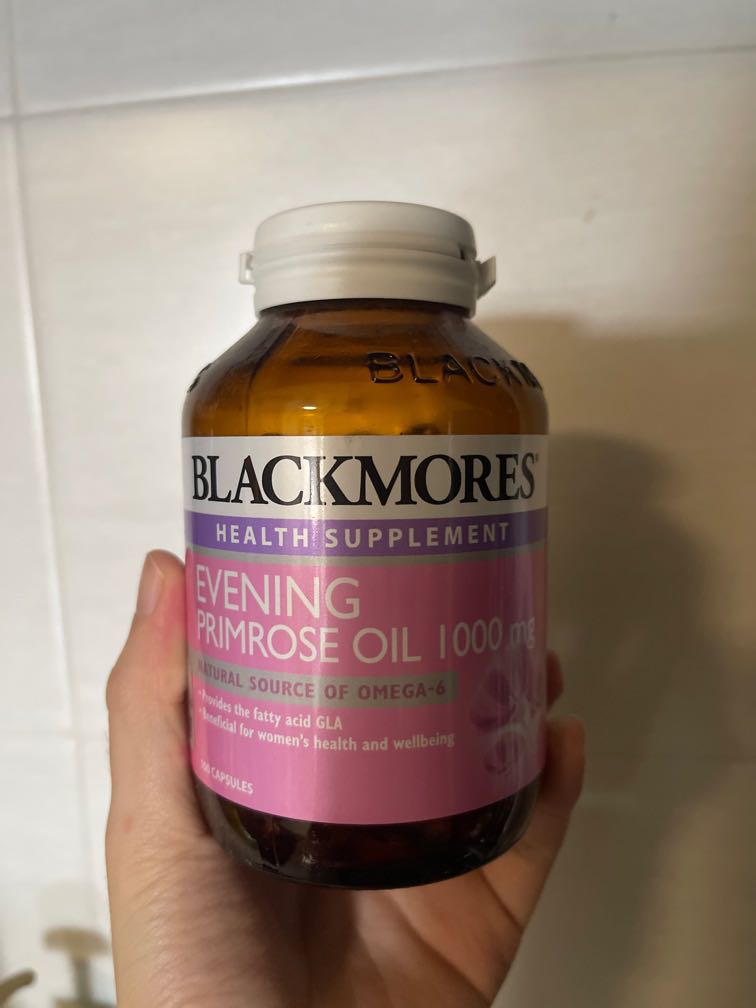 BLACKM
BLACKMORES®
HEALTH SUPPLEMENT
EVENING
PRIMROSE OIL 1000 mg
NATURAL SOURCE OF OMEGA-6
• Provides the fatty acid GLA
• Beneficial for women's health and wellbeing
CAPSULES